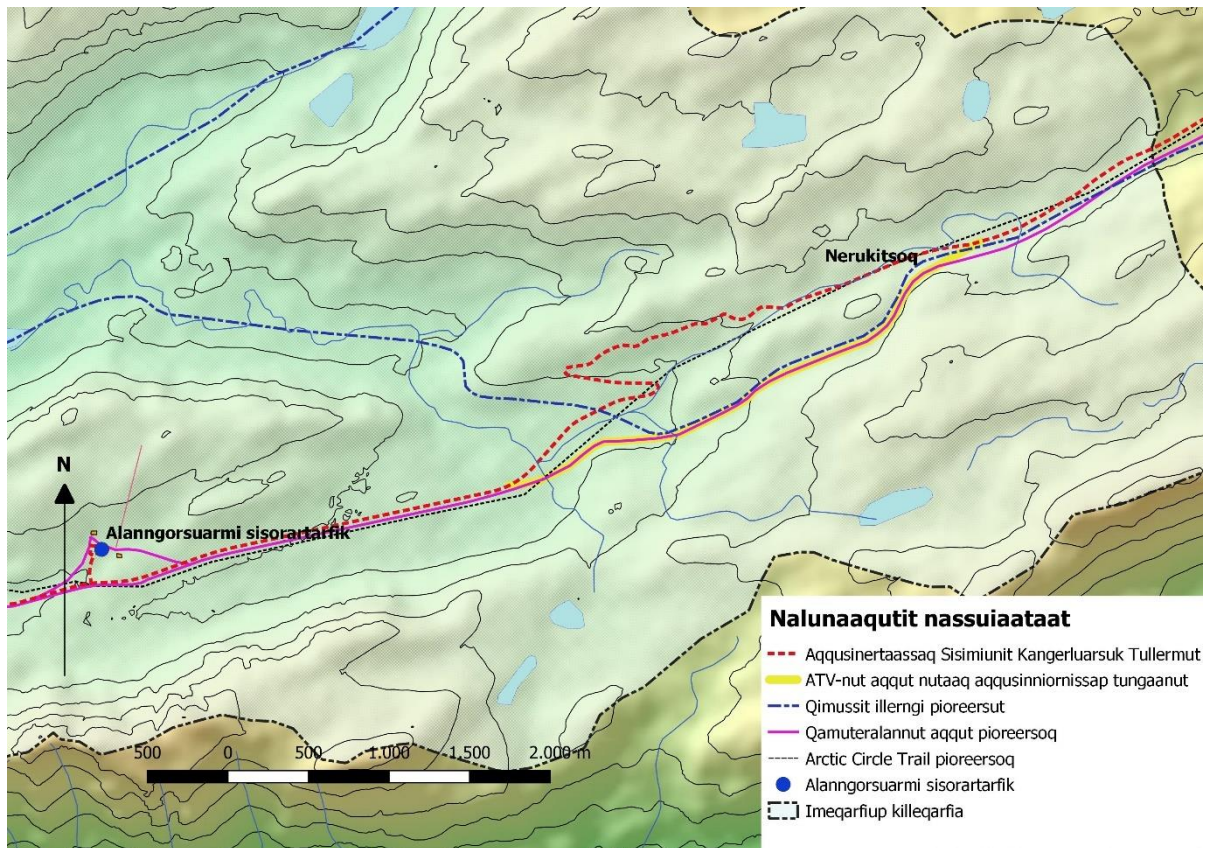 Nerukitsoq
N
Alanngorsuarmi sisorartarfik
500 0 500 1.000 1.500 2.000 m
Nalunaaqutit nassuiaataat
Aqqusinertaassaq Sisimiunit Kangerluarsuk Tullermut
ATV-nut aqqut nutaaq aqqusinniornissap tungaanut
Qimussit illerngi pioreersut
Qamuteralannut aqqut pioreersoq
Arctic Circle Trail pioreersoq
Alanngorsuarmi sisorartarfik
Imeqarfiup killeqarfia